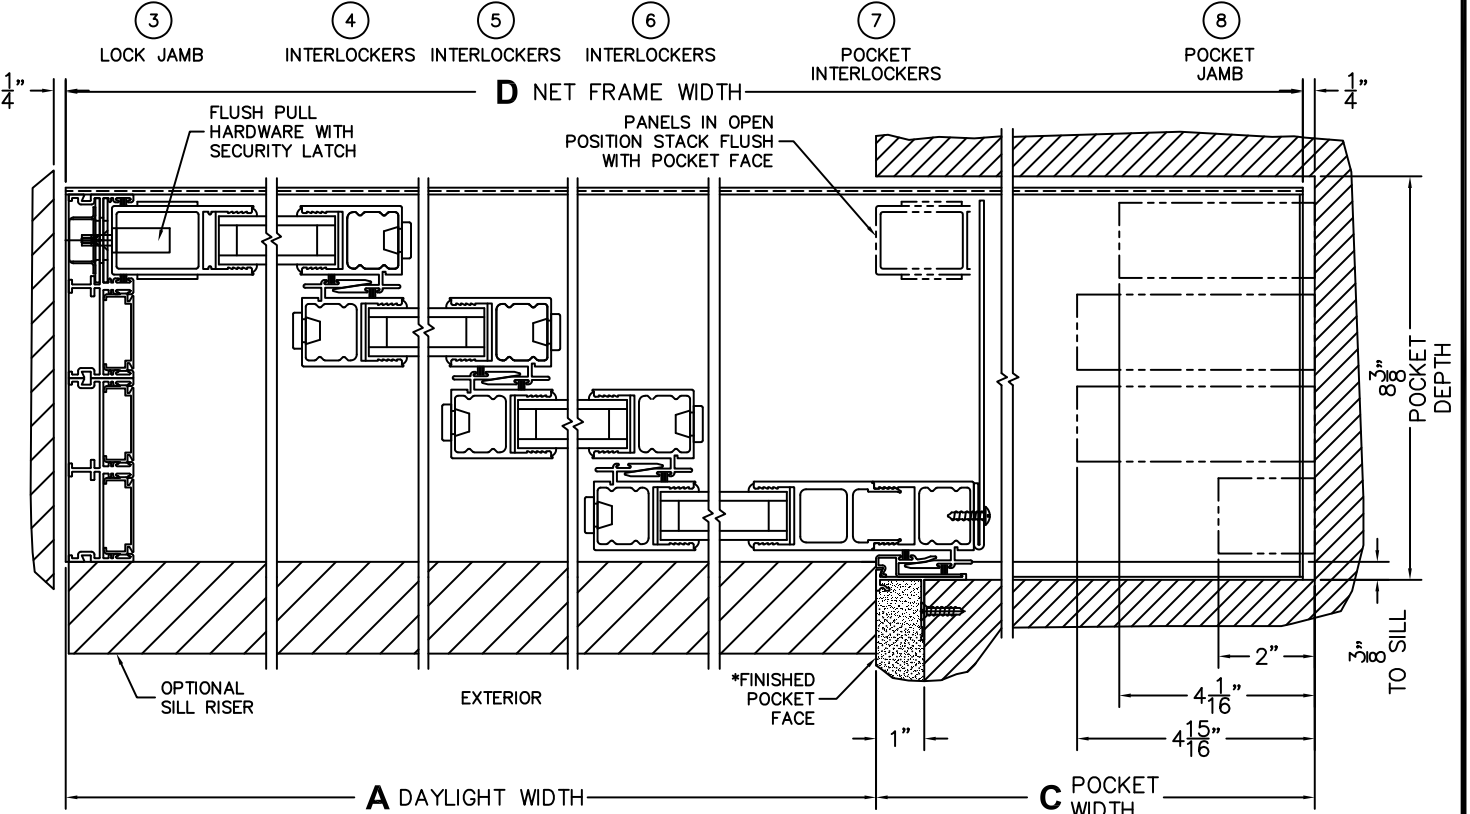 3
LOCK JAMB
4
INTERLOCKERS
5
INTERLOCKERS
6
INTERLOCKERS
7
POCKET
INTERLOCKERS
8
POCKET
JAMB
1/4"
D NET FRAME WIDTH
1/4"
FLUSH PULL
HARDWARE WITH
SECURITY LATCH
PANELS IN OPEN
POSITION STACK FLUSH
WITH POCKET FACE
8 3/8"
POCKET
DEPTH
3/8"
TO SILL
OPTIONAL
SILL RISER
EXTERIOR
*FINISHED
POCKET
FACE
2"
4 1/16"
1"
4 15/16"
A DAYLIGHT WIDTH
C POCKET
WIDTH